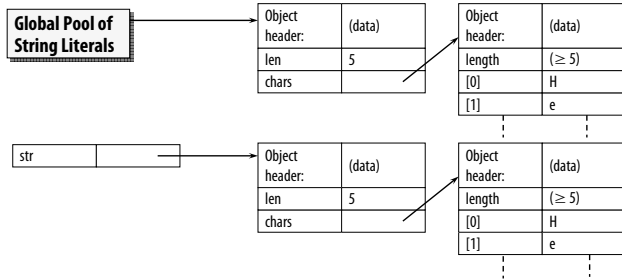 Global Pool of
String Literals
Object
header:
(data)
len 5
chars
Object
header:
(data)
length (≥ 5)
[0] H
[1] e
str
Object
header:
(data)
len 5
chars
Object
header:
(data)
length (≥ 5)
[0] H
[1] e